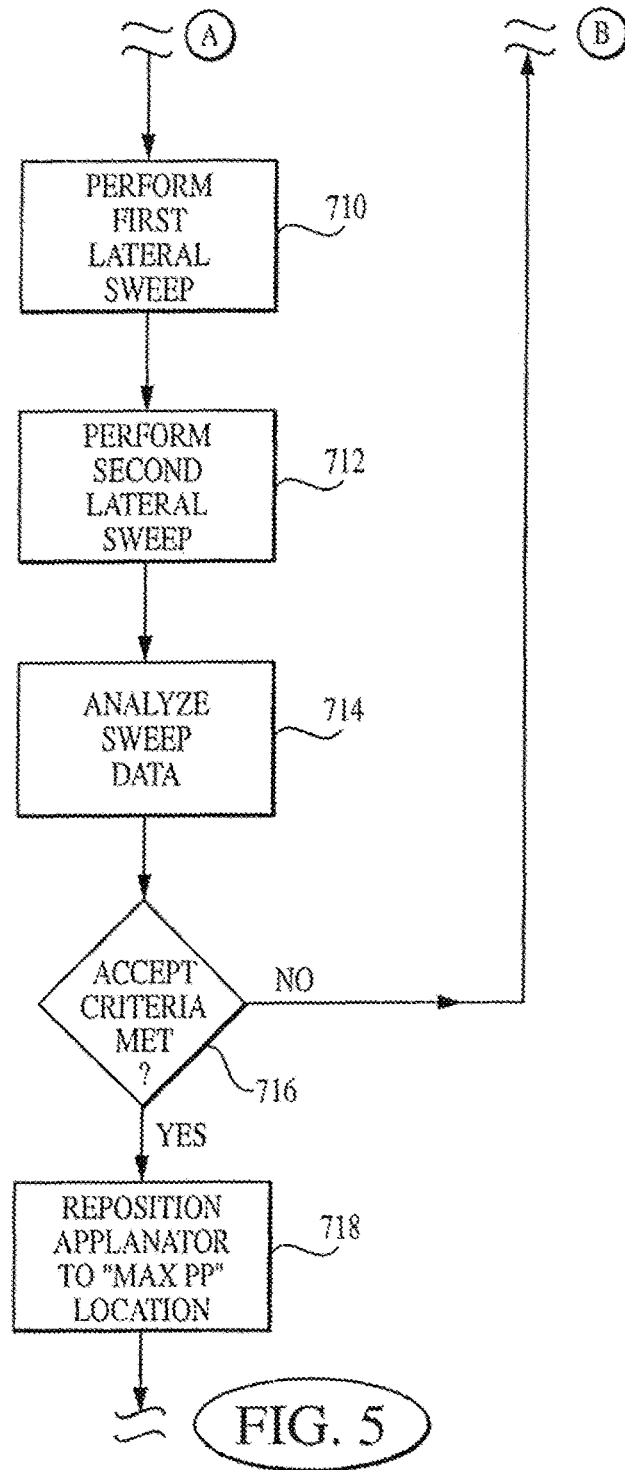 A
B
PERFORM
FIRST
LATERAL
SWEEP
710
PERFORM
SECOND
LATERAL
SWEEP
712
ANALYZE
SWEEP
DATA
714
ACCEPT
CRITERIA
MET
?
NO
716
YES
REPOSITION
APPLANATOR
TO "MAX PP"
LOCATION
718
FIG. 5